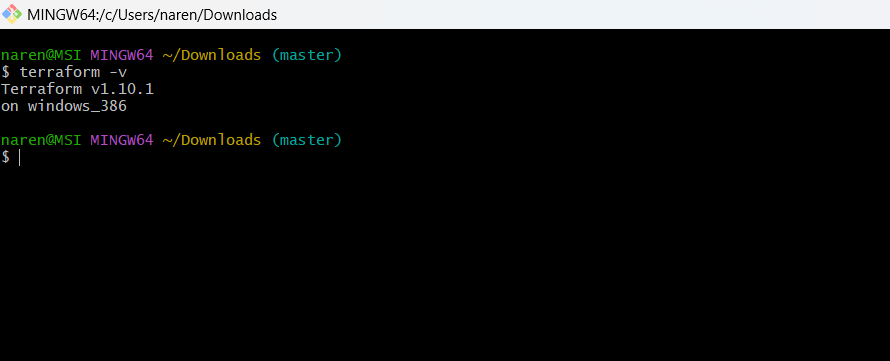 MINGW64:/c/Users/naren/Downloads
naren@MSI MINGW64 ~/Downloads (master)
$ terraform -v
Terraform v1.10.1
on windows_386
naren@MSI MINGW64 ~/Downloads (master)
$